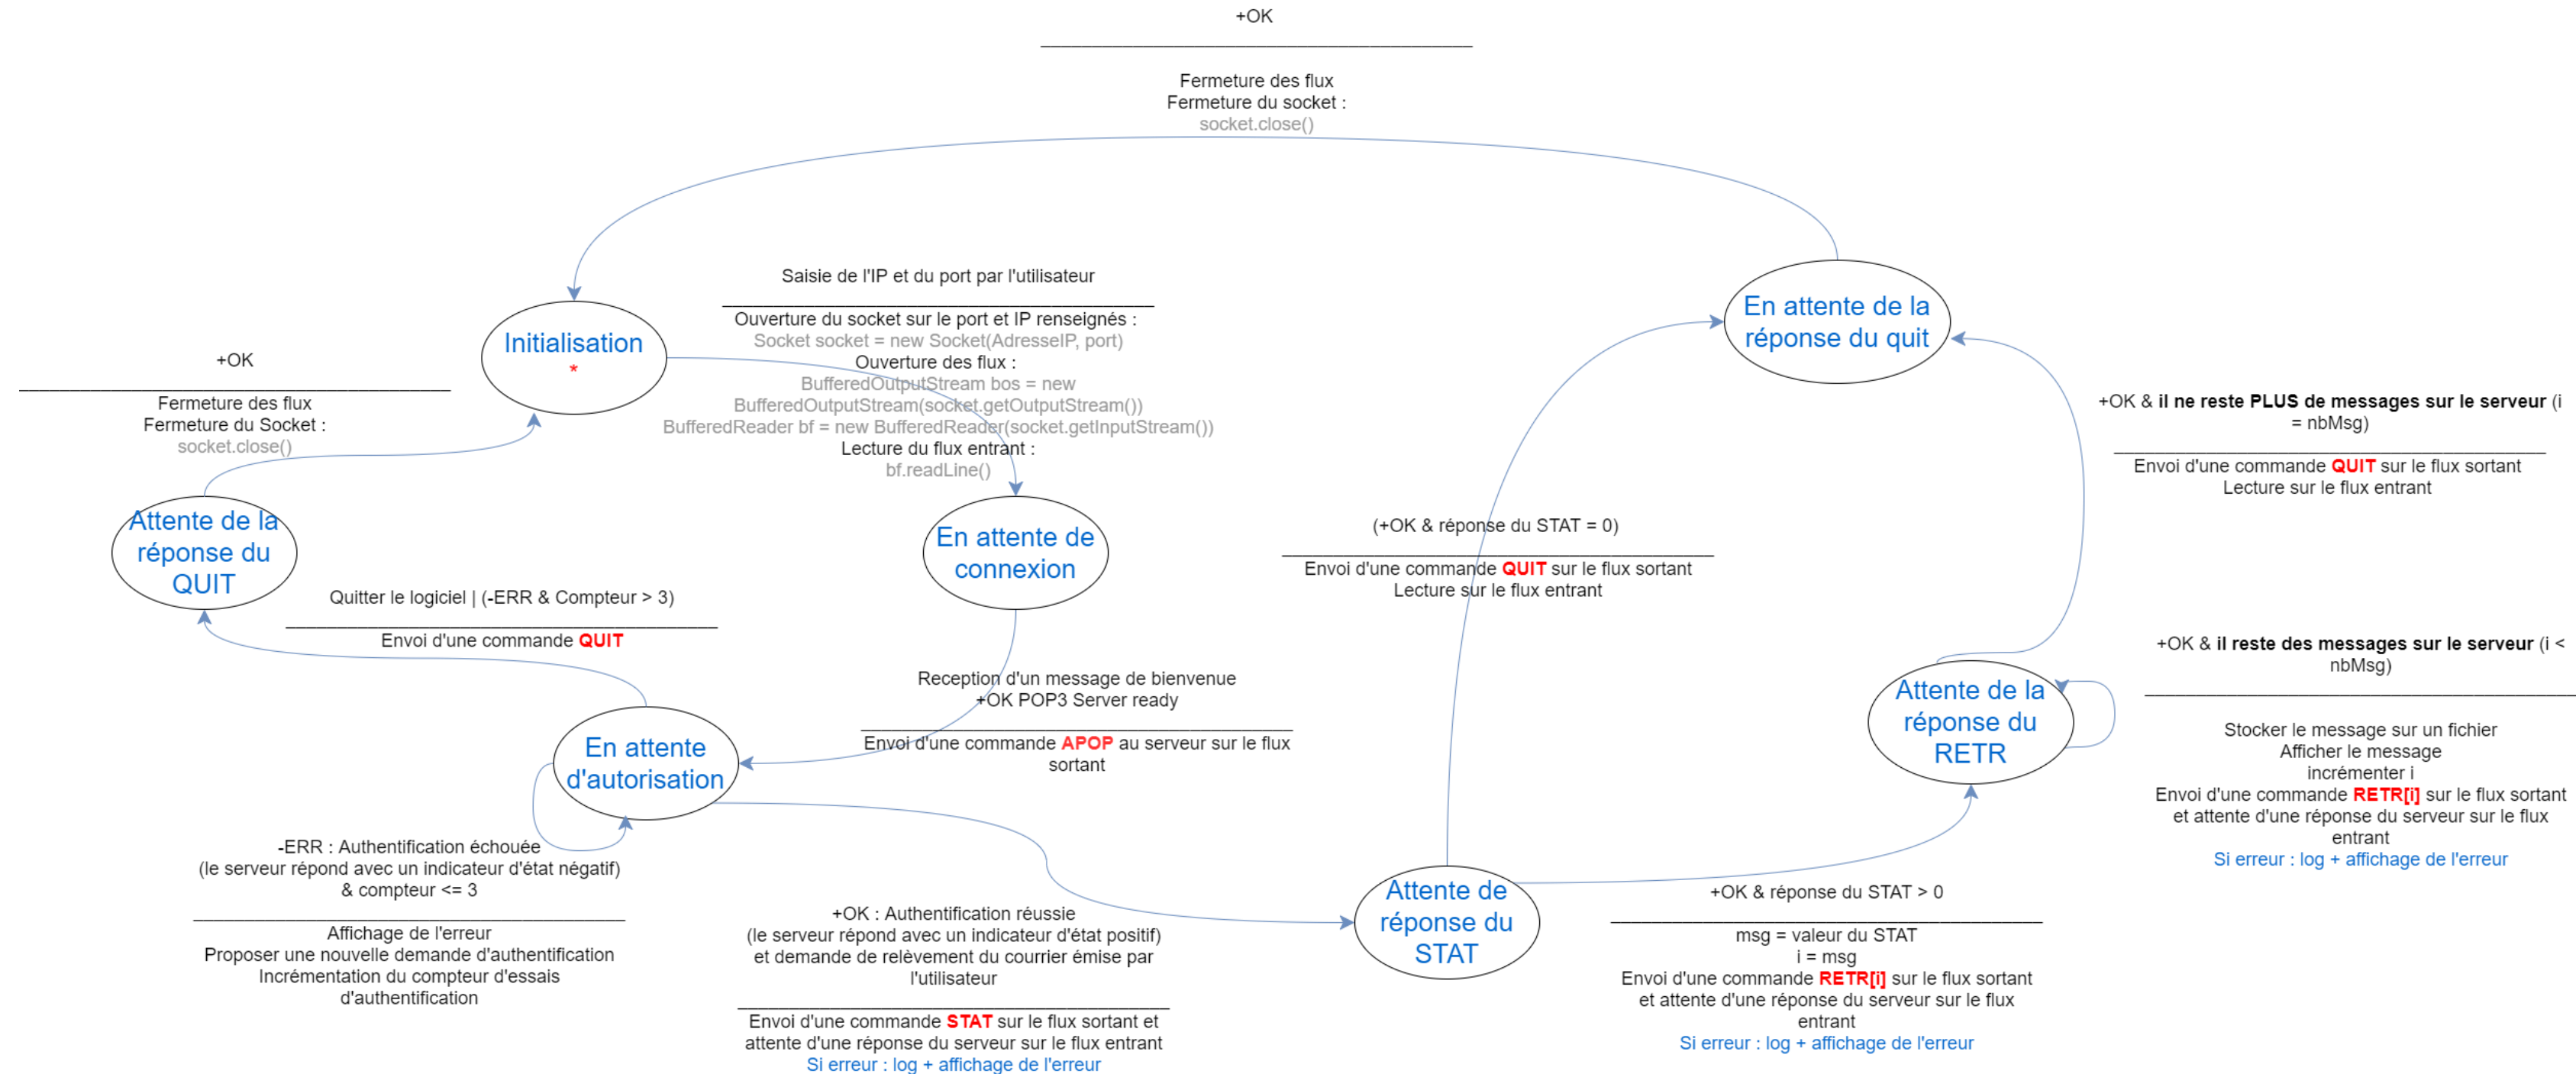 +OK
Fermeture des flux
Fermeture du socket :
socket.close()
Saisie de l'IP et du port par l'utilisateur
Ouverture du socket sur le port et IP renseignés :
Socket socket = new Socket(AdresseIP, port)
Ouverture des flux :
BufferedOutputStream bos = new
BufferedOutputStream(socket.getOutputStream())
BufferedReader bf = new BufferedReader(socket.getInputStream())
Lecture du flux entrant :
bf.readLine()
Initialisation
*
En attente de la
réponse du quit
+OK
Fermeture des flux
Fermeture du Socket :
socket.close()
+OK & il ne reste PLUS de messages sur le serveur (i
= nbMsg)
Envoi d'une commande QUIT sur le flux sortant
Lecture sur le flux entrant
Attente de la
réponse du
QUIT
En attente de
connexion
(+OK & réponse du STAT = 0)
Envoi d'une commande QUIT sur le flux sortant
Lecture sur le flux entrant
Quitter le logiciel | (-ERR & Compteur > 3)
Envoi d'une commande QUIT
Reception d'un message de bienvenue
+OK POP3 Server ready
Envoi d'une commande APOP au serveur sur le flux
sortant
+OK & il reste des messages sur le serveur (i <
nbMsg)
Stocker le message sur un fichier
Afficher le message
incrémenter i
Envoi d'une commande RETR[i] sur le flux sortant
et attente d'une réponse du serveur sur le flux
entrant
Si erreur : log + affichage de l'erreur
Attente de la
réponse du
RETR
En attente
d'autorisation
-ERR : Authentification échouée
(le serveur répond avec un indicateur d'état négatif)
& compteur <= 3
Affichage de l'erreur
Proposer une nouvelle demande d'authentification
Incrémentation du compteur d'essais
d'authentification
+OK : Authentification réussie
(le serveur répond avec un indicateur d'état positif)
et demande de relèvement du courrier émise par
l'utilisateur
Envoi d'une commande STAT sur le flux sortant et
attente d'une réponse du serveur sur le flux entrant
Si erreur : log + affichage de l'erreur
Attente de
réponse du
STAT
+OK & réponse du STAT > 0
msg = valeur du STAT
i = msg
Envoi d'une commande RETR[i] sur le flux sortant
et attente d'une réponse du serveur sur le flux
entrant
Si erreur : log + affichage de l'erreur